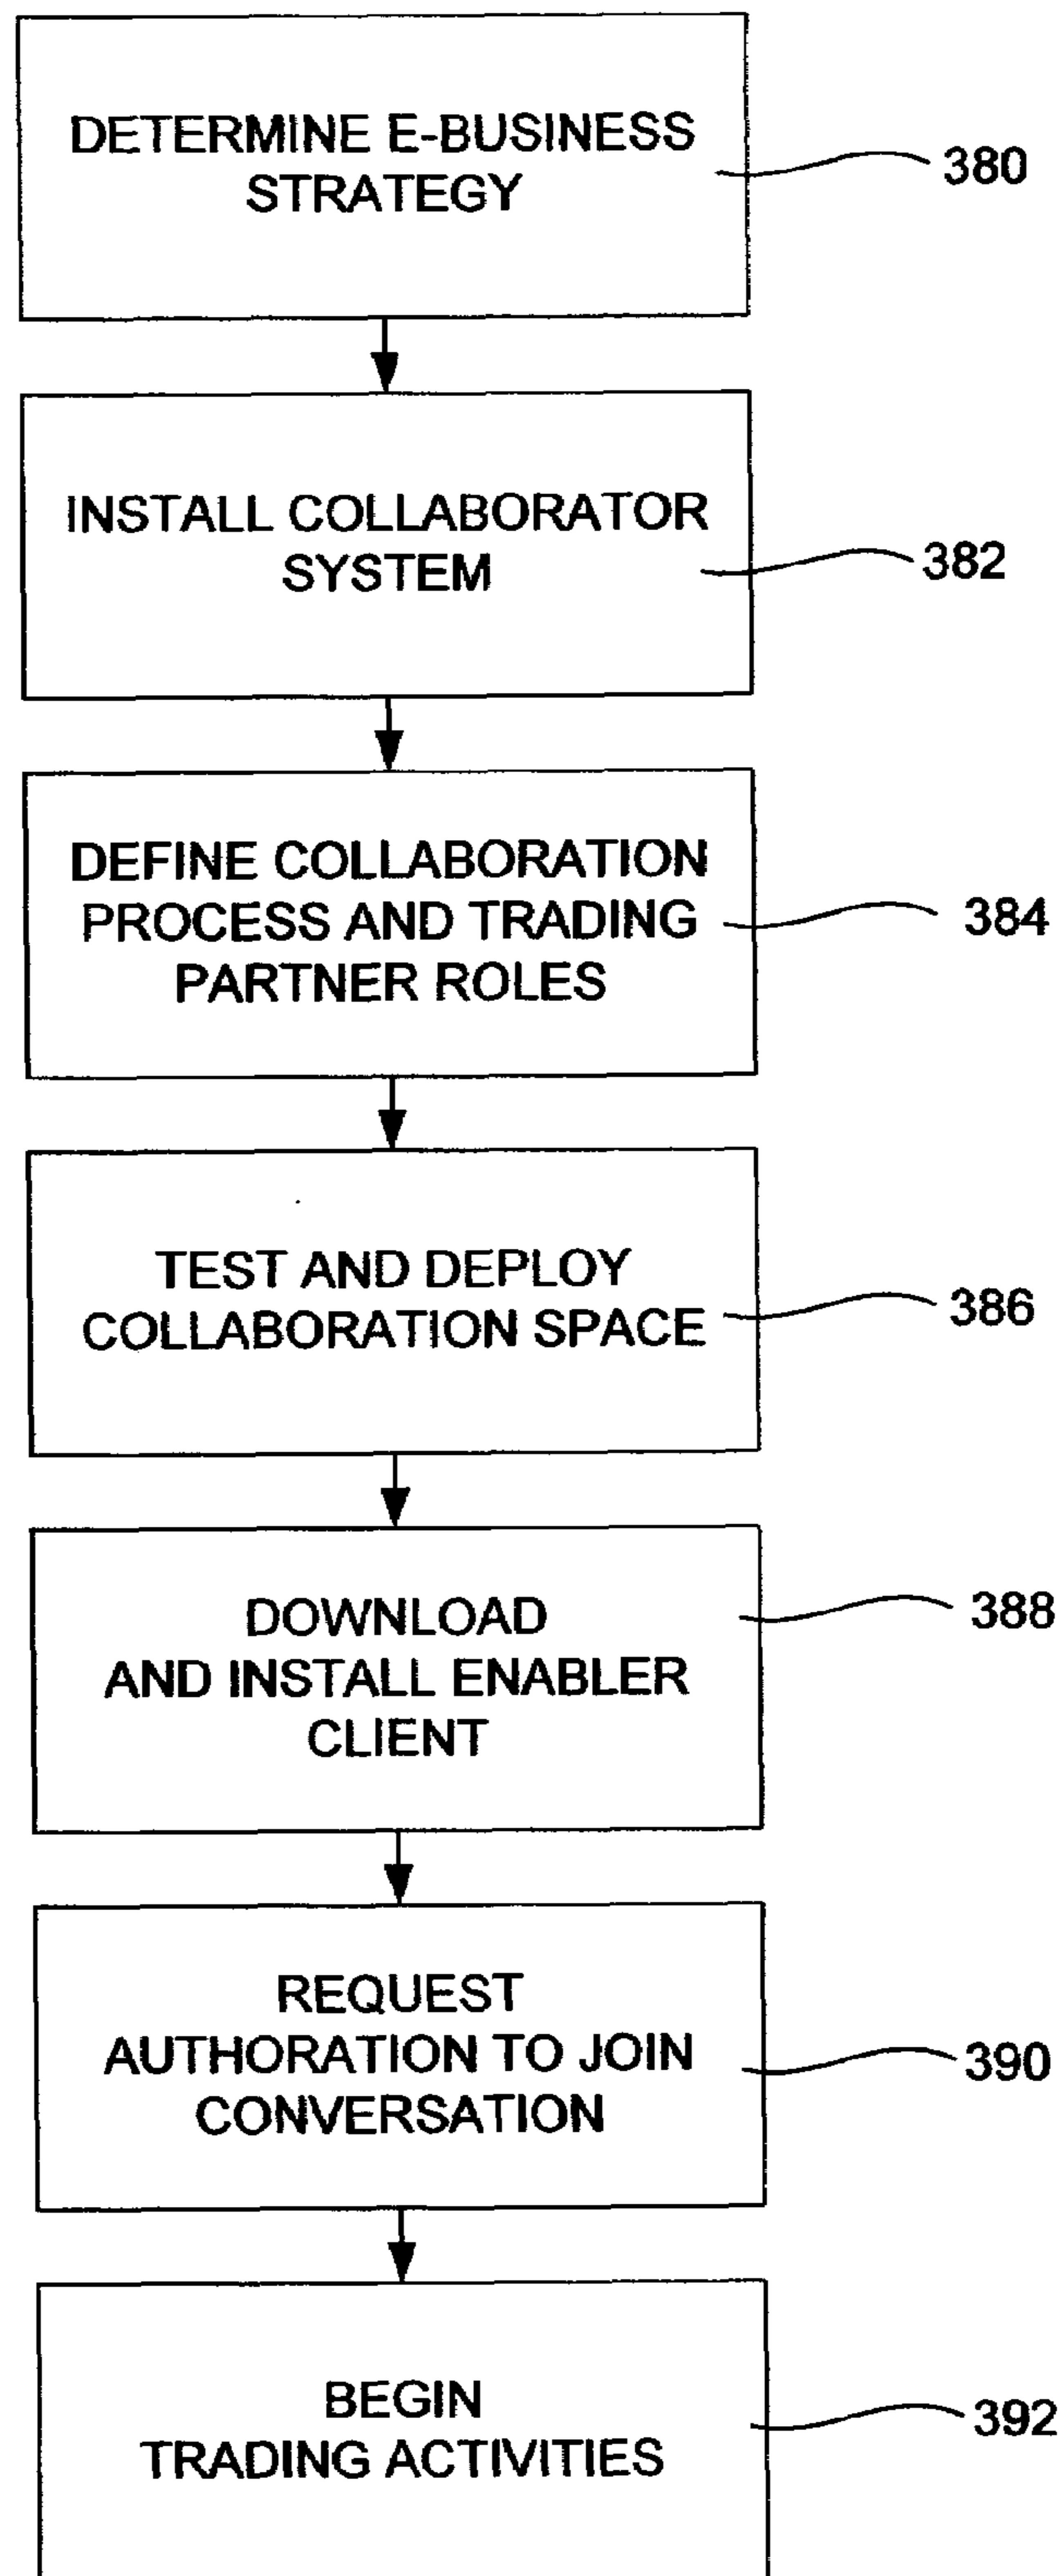 DETERMINE E-BUSINESS
STRATEGY
380
INSTALL COLLABORATOR
SYSTEM
382
DEFINE COLLABORATION
PROCESS AND TRADING
PARTNER ROLES
384
TEST AND DEPLOY
COLLABORATION SPACE
386
DOWNLOAD
AND INSTALL ENABLER
CLIENT
388
REQUEST
AUTHORATION TO JOIN
CONVERSATION
390
BEGIN
TRADING ACTIVITIES
392